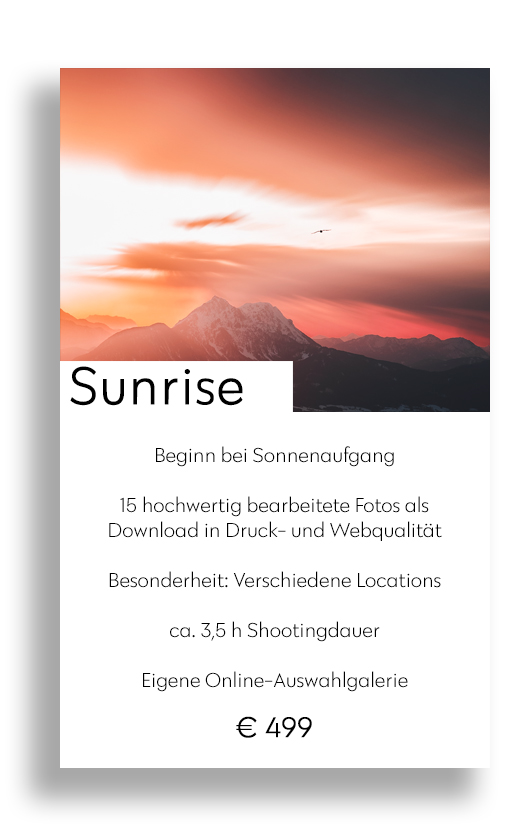 Sunrise
Beginn bei Sonnenaufgang
15 hochwertig bearbeitete Fotos als
Download in Druck- und Webqualität
Besonderheit: Verschiedene Locations
ca. 3,5 h Shootingdauer
Eigene Online-Auswahlgalerie
€ 499